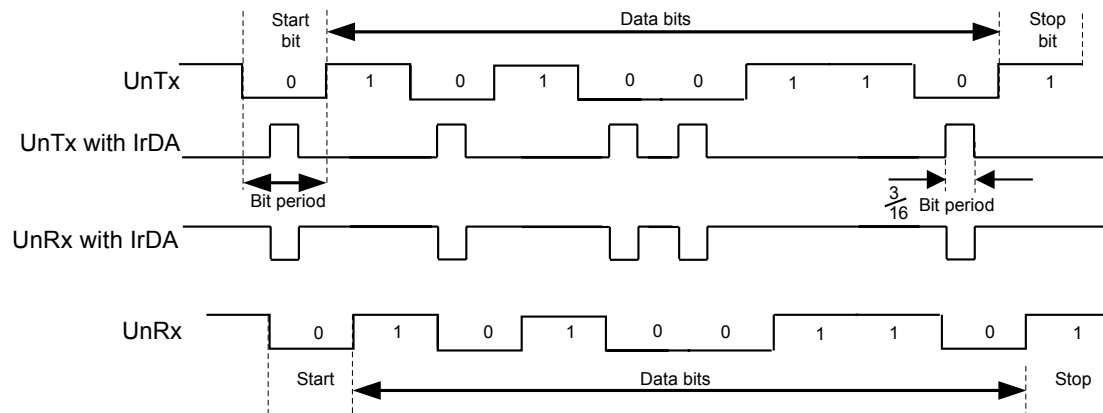 Start bit
Data bits
Stop bit
UnTx
0 1 0 1 0 0 1 1 0 1
UnTx with IrDA
Bit period
3/16 Bit period
UnRx with IrDA
UnRx
0 1 0 1 0 0 1 1 0 1
Start
Data bits
Stop